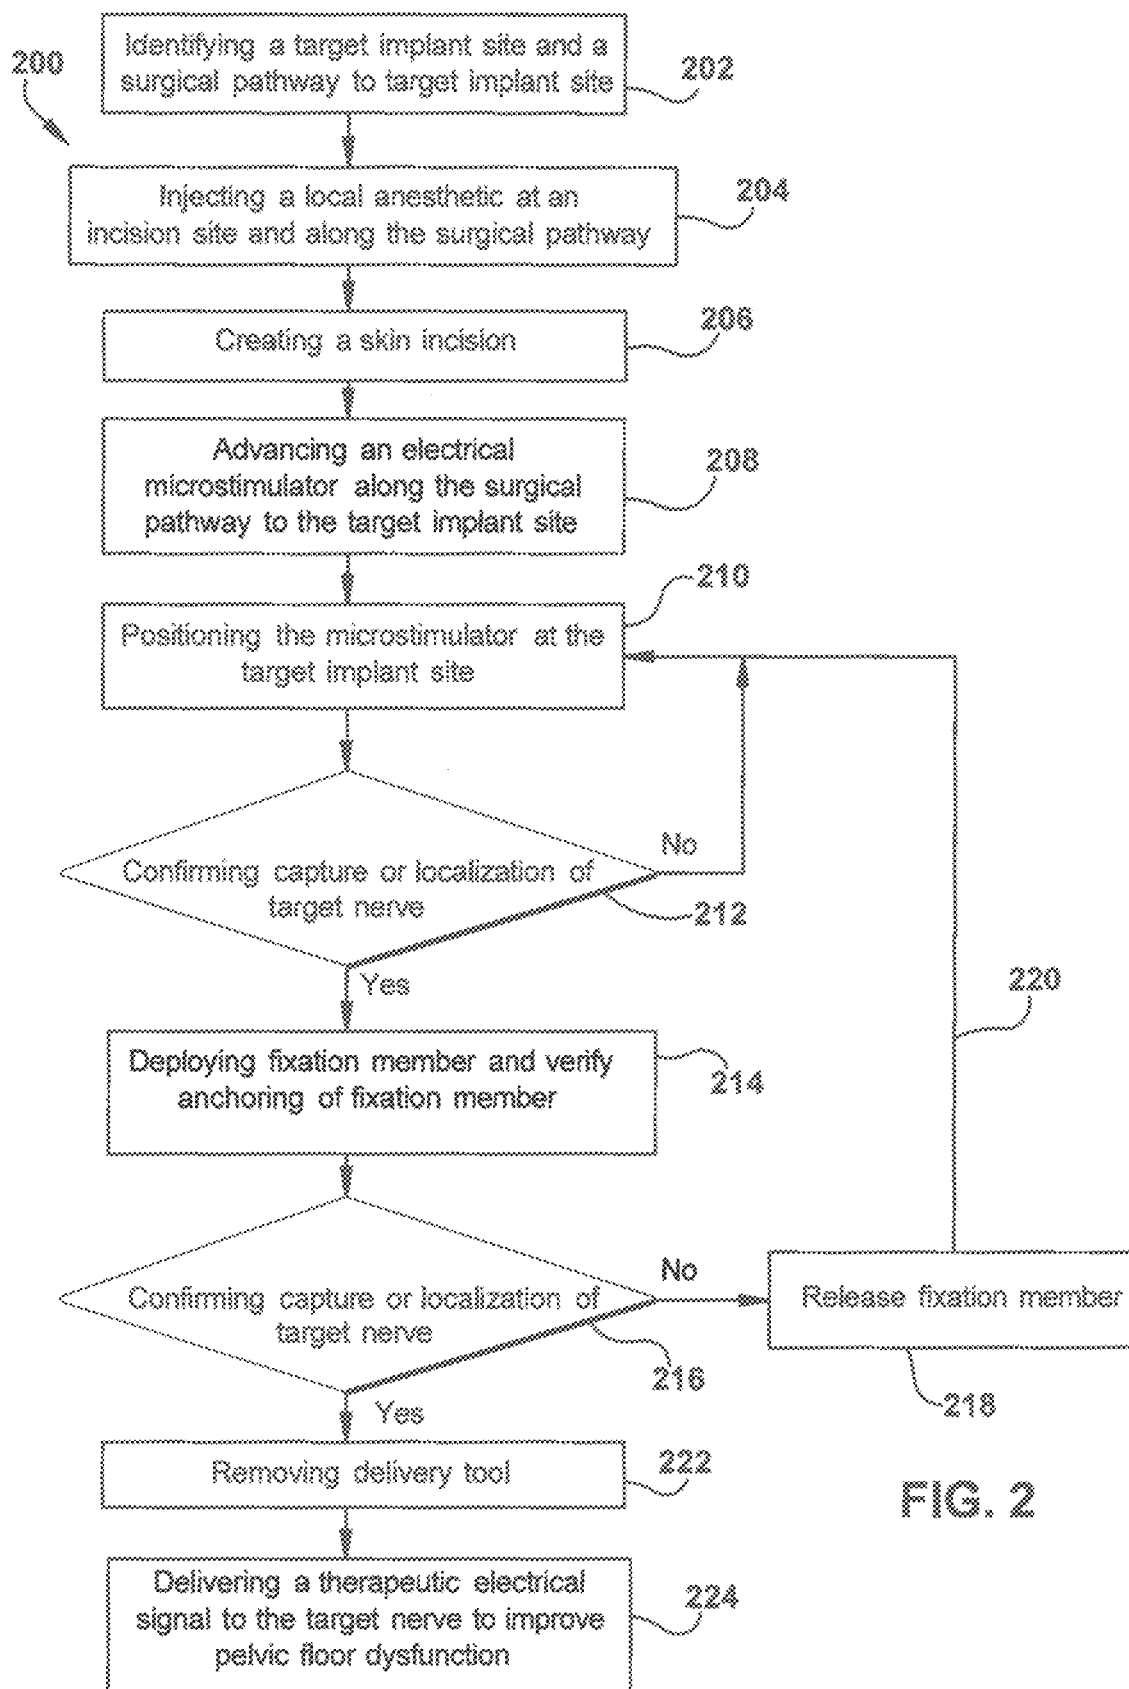 200
Identifying a target implant site and a
surgical pathway to target implant site
202
Injecting a local anesthetic at an
incision site and along the surgical pathway
204
Creating a skin incision
206
Advancing an electrical
microstimulator along the surgical
pathway to the target implant site
208
Positioning the microstimulator at the
target implant site
210
Confirming capture or localization of
target nerve
No
212
Yes
Deploying fixation member and verify
anchoring of fixation member
214
220
Confirming capture or localization of
target nerve
No
216
Release fixation member
218
Yes
Removing delivery tool
222
Delivering a therapeutic electrical
signal to the target nerve to improve
pelvic floor dysfunction
224
FIG. 2